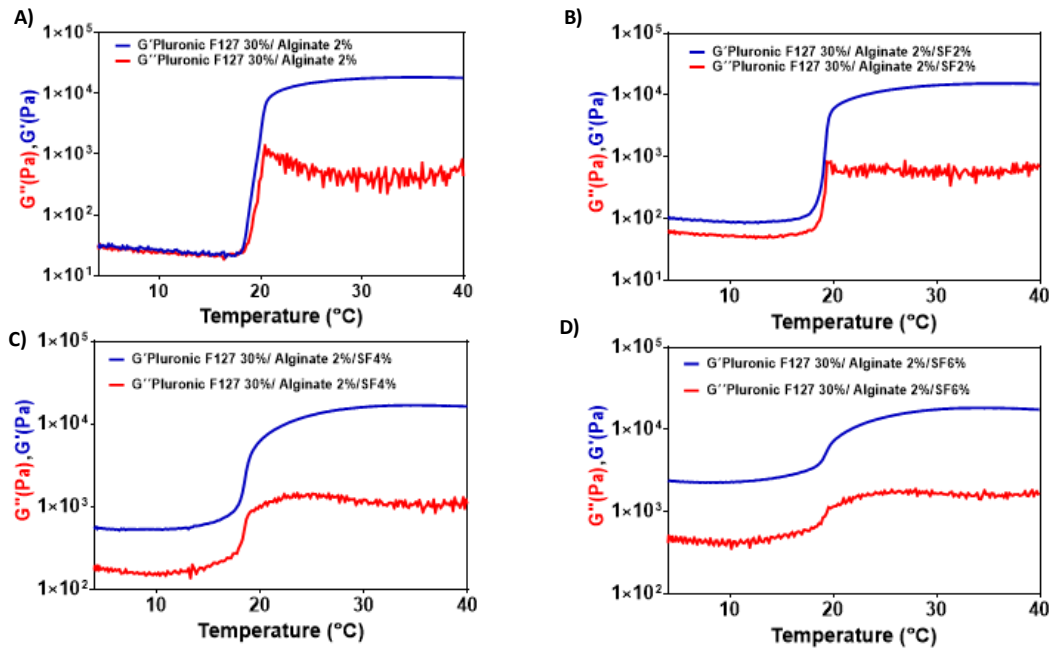 A)
1×10⁵
1×10⁴
1×10³
1×10²
1×10¹
G''(Pa),G'(Pa)
G´Pluronic F127 30%/ Alginate 2%
G´´Pluronic F127 30%/ Alginate 2%
10 20 30 40
Temperature (°C)
B)
1×10⁵
1×10⁴
1×10³
1×10²
1×10¹
G''(Pa),G'(Pa)
G´Pluronic F127 30%/ Alginate 2%/SF2%
G´´Pluronic F127 30%/ Alginate 2%/SF2%
10 20 30 40
Temperature (°C)
C)
1×10⁵
1×10⁴
1×10³
1×10²
G''(Pa),G'(Pa)
G´Pluronic F127 30%/ Alginate 2%/SF4%
G´´Pluronic F127 30%/ Alginate 2%/SF4%
10 20 30 40
Temperature (°C)
D)
1×10⁵
1×10⁴
1×10³
1×10²
G''(Pa),G'(Pa)
G´Pluronic F127 30%/ Alginate 2%/SF6%
G´´Pluronic F127 30%/ Alginate 2%/SF6%
10 20 30 40
Temperature (°C)